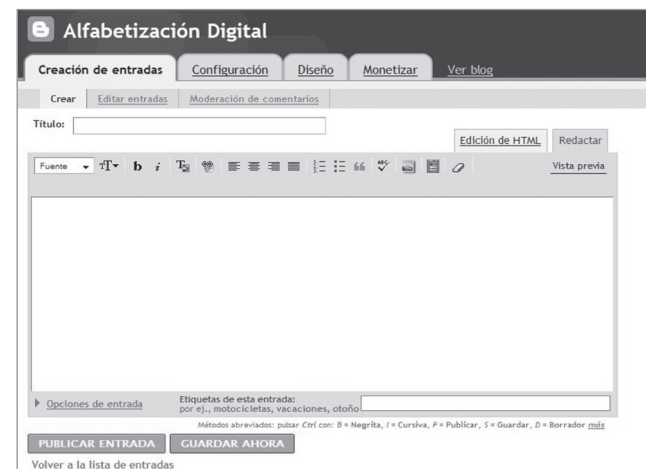 Alfabetización Digital
Creación de entradas Configuración Diseño Monetizar Ver blog
Crear Editar entradas Moderación de comentarios
Título:
Edición de HTML Redactar
Fuente b i Vista previa
Opciones de entrada
Etiquetas de esta entrada:
por ej., motocicletas, vacaciones, otoño
Métodos abreviados: pulsar Ctrl con: B = Negrita, I = Cursiva, P = Publicar, S = Guardar, D = Borrador más
PUBLICAR ENTRADA GUARDAR AHORA
Volver a la lista de entradas